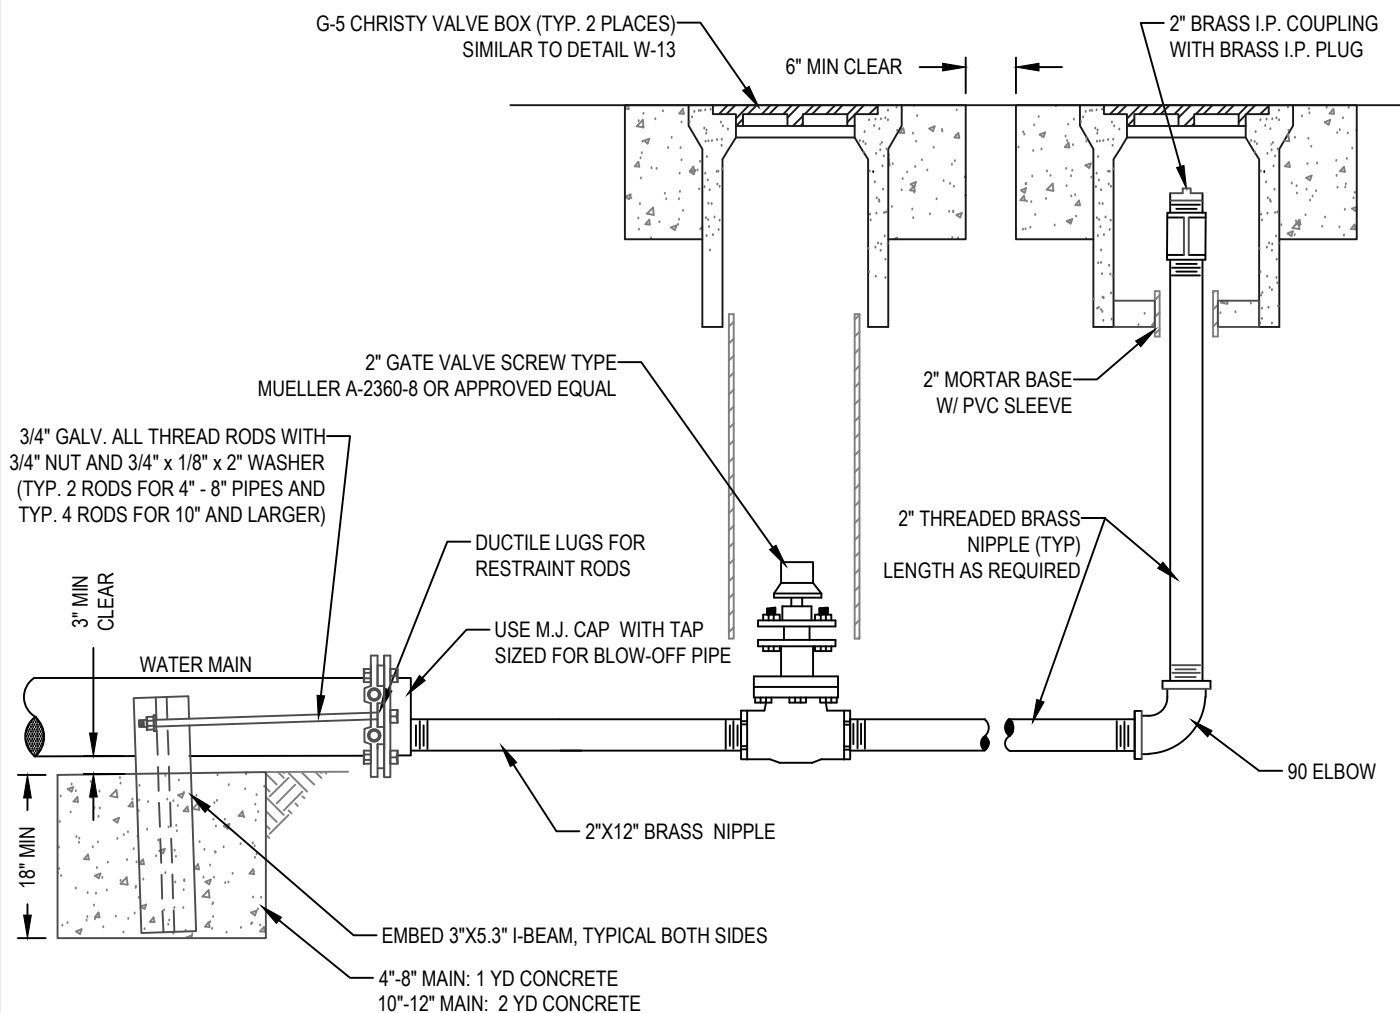 G-5 CHRISTY VALVE BOX (TYP. 2 PLACES)
SIMILAR TO DETAIL W-13
6" MIN CLEAR
2" BRASS I.P. COUPLING
WITH BRASS I.P. PLUG
2" GATE VALVE SCREW TYPE
MUELLER A-2360-8 OR APPROVED EQUAL
2" MORTAR BASE
W/ PVC SLEEVE
3/4" GALV. ALL THREAD RODS WITH
3/4" NUT AND 3/4" x 1/8" x 2" WASHER
(TYP. 2 RODS FOR 4" - 8" PIPES AND
TYP. 4 RODS FOR 10" AND LARGER)
2" THREADED BRASS
NIPPLE (TYP)
LENGTH AS REQUIRED
DUCTILE LUGS FOR
RESTRAINT RODS
3" MIN
CLEAR
USE M.J. CAP WITH TAP
SIZED FOR BLOW-OFF PIPE
WATER MAIN
90 ELBOW
2"X12" BRASS NIPPLE
18" MIN
EMBED 3"X5.3" I-BEAM, TYPICAL BOTH SIDES
4"-8" MAIN: 1 YD CONCRETE
10"-12" MAIN: 2 YD CONCRETE